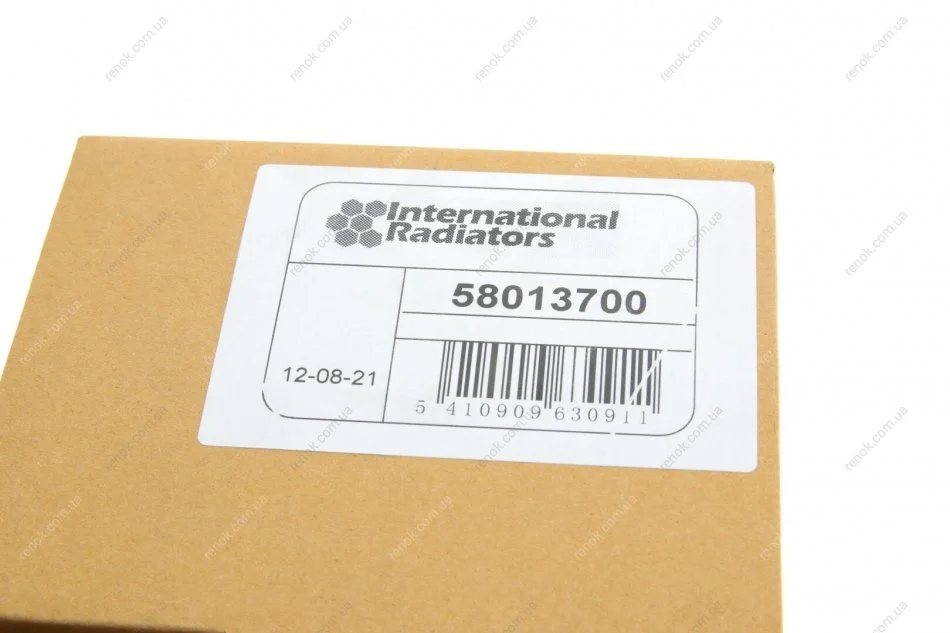 International
Radiators
58013700
12-08-21
5 410909 630911
renok.com.ua